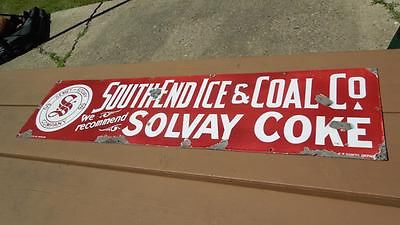 SOUTH END ICE & COAL CO.
We recommend
SOLVAY COKE